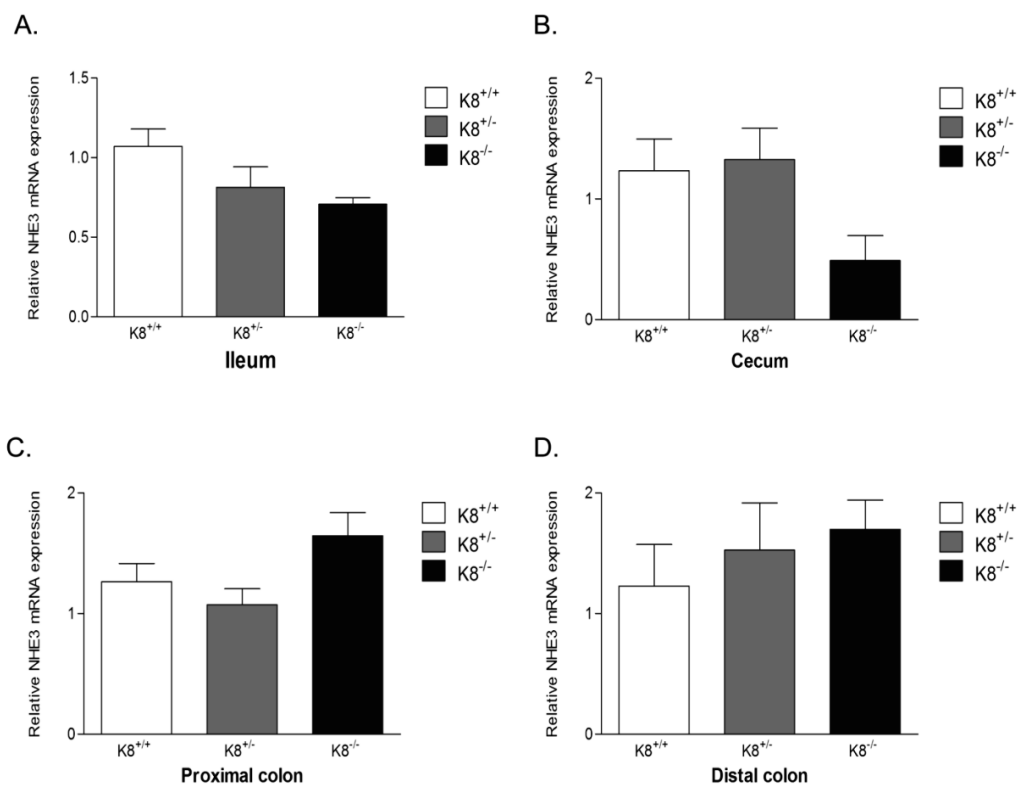 A.
Relative NHE3 mRNA expression
1.5
1.0
0.5
0.0
K8+/+
K8+/-
K8-/-
Ileum
K8+/+
K8+/-
K8-/-
B.
Relative NHE3 mRNA expression
2
1
0
K8+/+
K8+/-
K8-/-
Cecum
K8+/+
K8+/-
K8-/-
C.
Relative NHE3 mRNA expression
2
1
0
K8+/+
K8+/-
K8-/-
Proximal colon
K8+/+
K8+/-
K8-/-
D.
Relative NHE3 mRNA expression
2
1
0
K8+/+
K8+/-
K8-/-
Distal colon
K8+/+
K8+/-
K8-/-